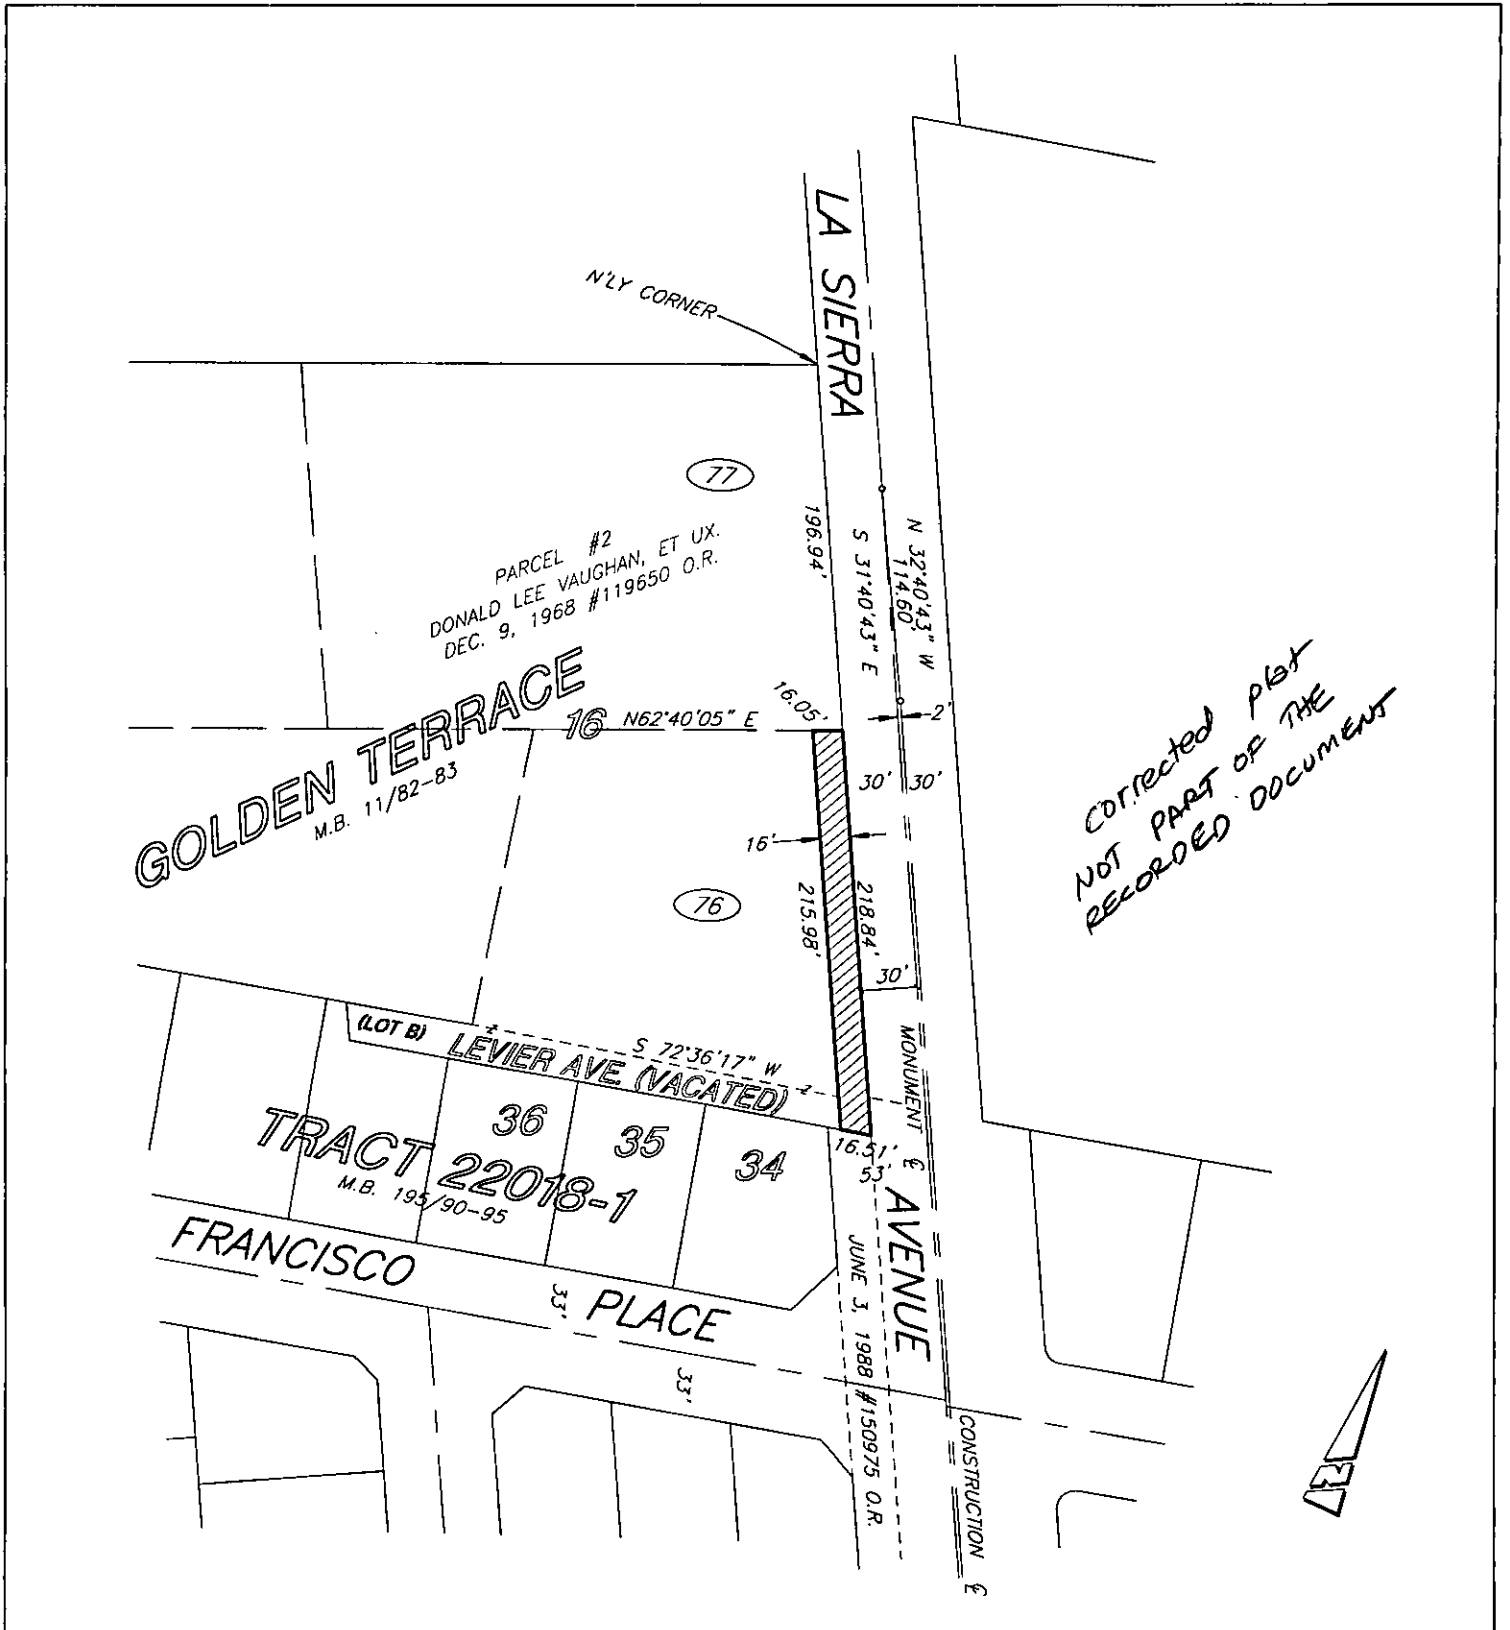 LA SIERRA
N'LY CORNER
77
196.94'
S 31°40'43" E
N 32°40'43" W
114.60'
PARCEL #2
DONALD LEE VAUGHAN, ET UX.
DEC. 9, 1968 #119650 O.R.
GOLDEN TERRACE
M.B. 11/82-83
16
N62°40'05" E
16.05'
2'
30'
30'
corrected plat
NOT PART OF THE
RECORDED DOCUMENT
16'
76
215.98'
218.84'
30'
(LOT B)
LEVIER AVE. (VACATED)
S 72°36'17" W
MONUMENT ℄
36
35
34
16.51'
53'
TRACT 22018-1
M.B. 195/90-95
AVENUE
FRANCISCO PLACE
33'
33'
JUNE 3, 1988 #150975 O.R.
CONSTRUCTION ℄
N